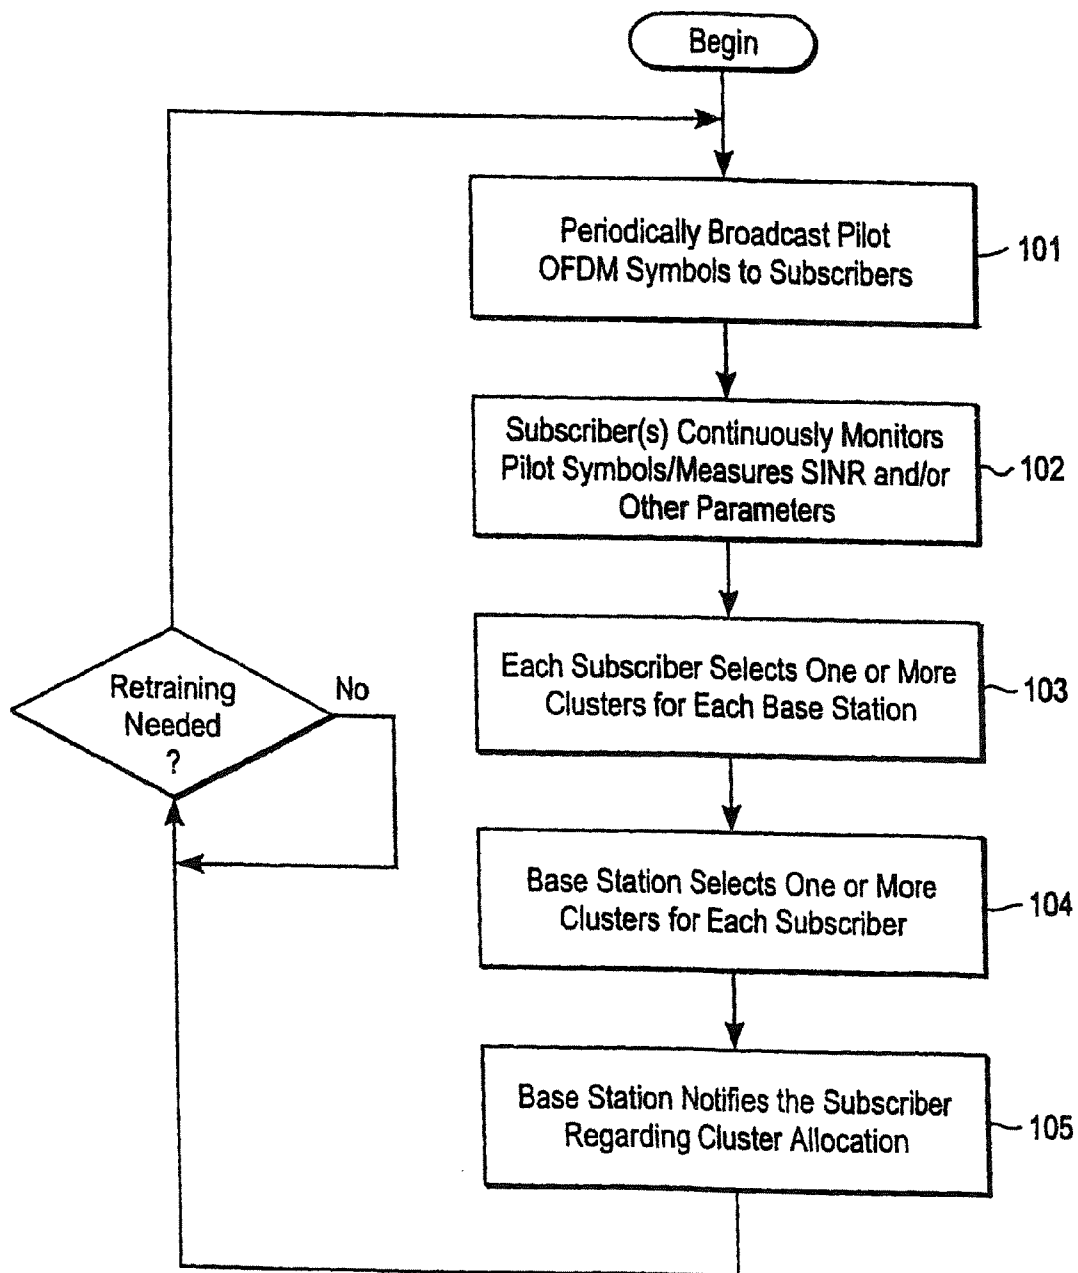 Begin
Periodically Broadcast Pilot
OFDM Symbols to Subscribers
101
Subscriber(s) Continuously Monitors
Pilot Symbols/Measures SINR and/or
Other Parameters
102
Each Subscriber Selects One or More
Clusters for Each Base Station
103
Base Station Selects One or More
Clusters for Each Subscriber
104
Base Station Notifies the Subscriber
Regarding Cluster Allocation
105
Retraining
Needed
?
No